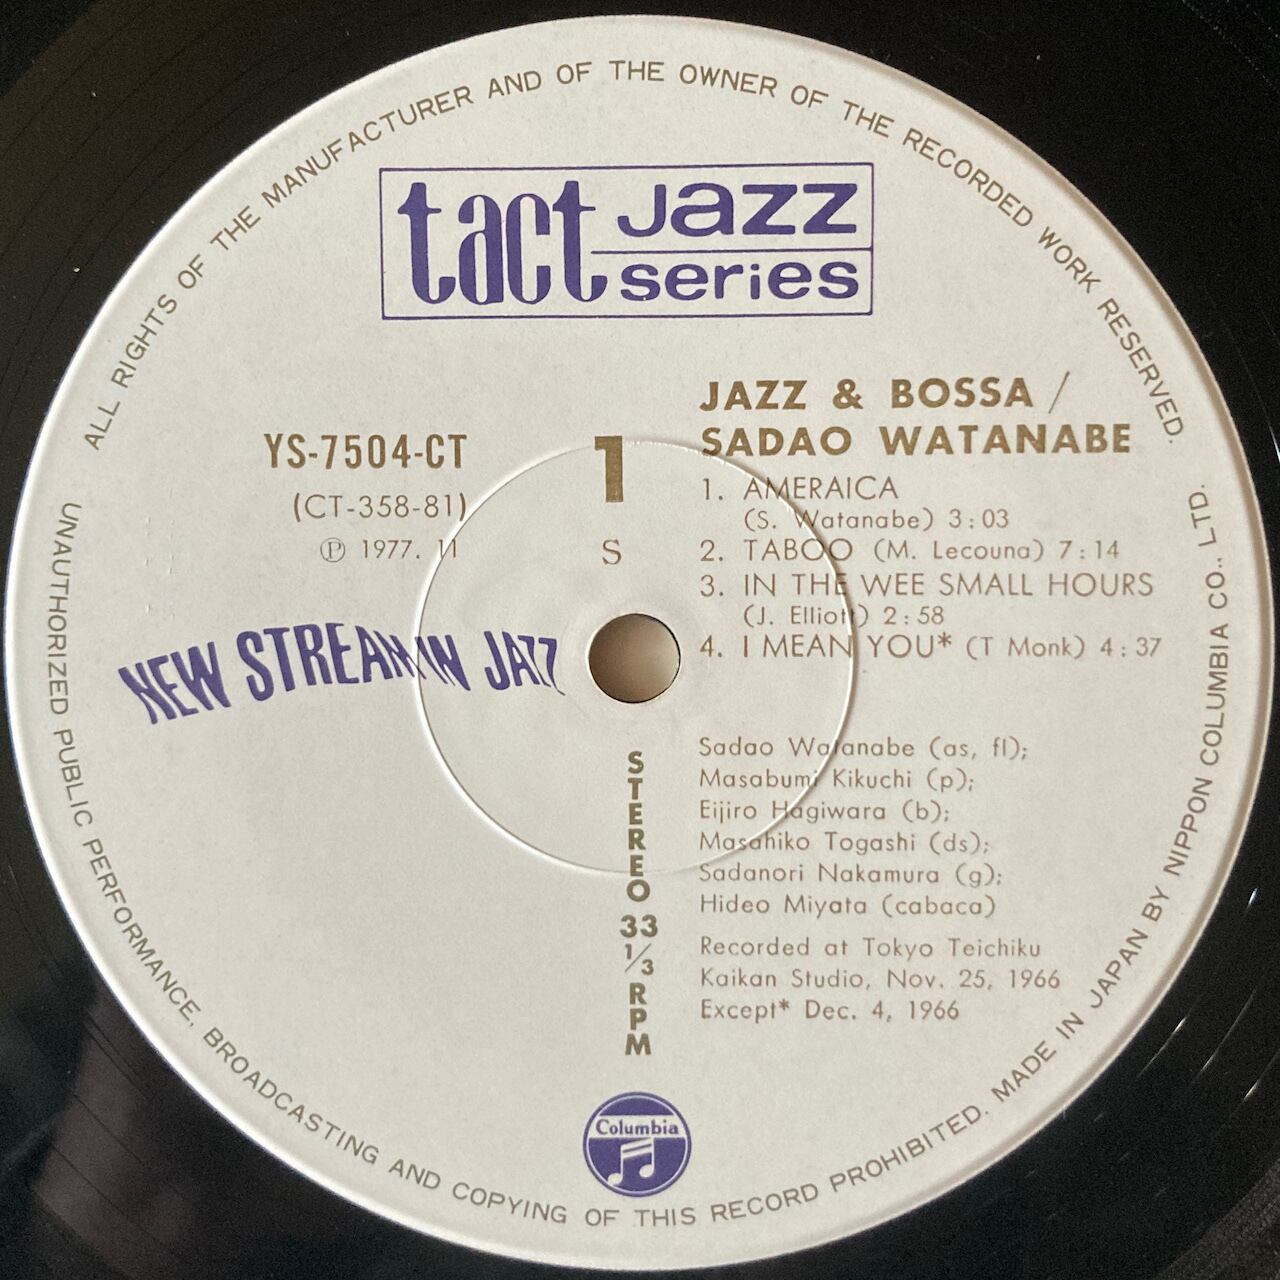 ALL RIGHTS OF THE MANUFACTURER AND OF THE OWNER OF THE RECORDED WORK RESERVED.
tact Jazz
series
JAZZ & BOSSA /
SADAO WATANABE
YS-7504-CT
1
(CT-358-81)
S
Ⓟ 1977. 11
1. AMERAICA
(S. Watanabe) 3:03
2. TABOO (M. Lecouna) 7:14
3. IN THE WEE SMALL HOURS
(J. Elliott) 2:58
4. I MEAN YOU* (T Monk) 4:37
NEW STREAM IN JAZZ
STEREO 33 1/3 RPM
Sadao Watanabe (as, fl);
Masabumi Kikuchi (p);
Eijiro Hagiwara (b);
Masahiko Togashi (ds);
Sadanori Nakamura (g);
Hideo Miyata (cabaca)
Recorded at Tokyo Teichiku
Kaikan Studio, Nov. 25, 1966
Except* Dec. 4, 1966
Columbia
UNAUTHORIZED PUBLIC PERFORMANCE, BROADCASTING AND COPYING OF THIS RECORD PROHIBITED. MADE IN JAPAN BY NIPPON COLUMBIA CO., LTD.